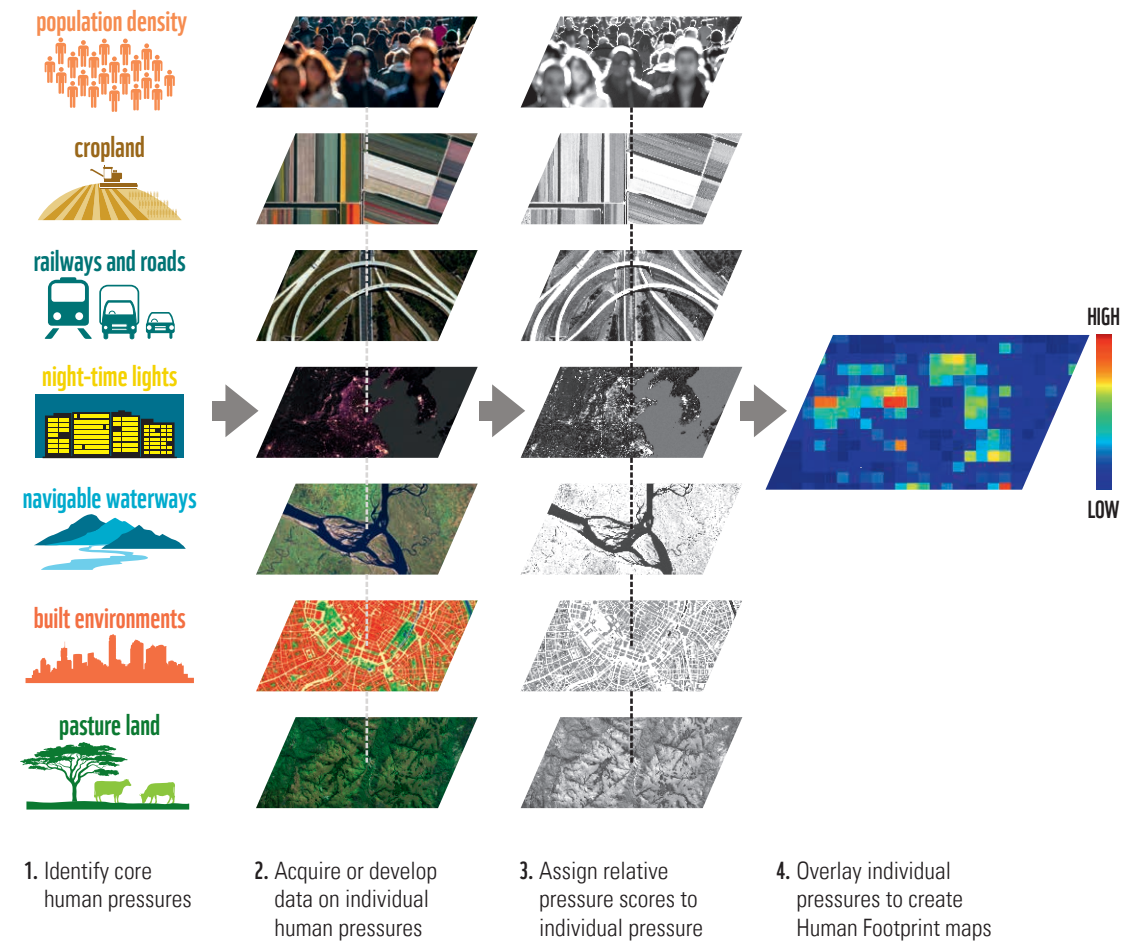 population density
cropland
railways and roads
night-time lights
navigable waterways
built environments
pasture land
HIGH
LOW
1. Identify core
human pressures
2. Acquire or develop
data on individual
human pressures
3. Assign relative
pressure scores to
individual pressure
4. Overlay individual
pressures to create
Human Footprint maps